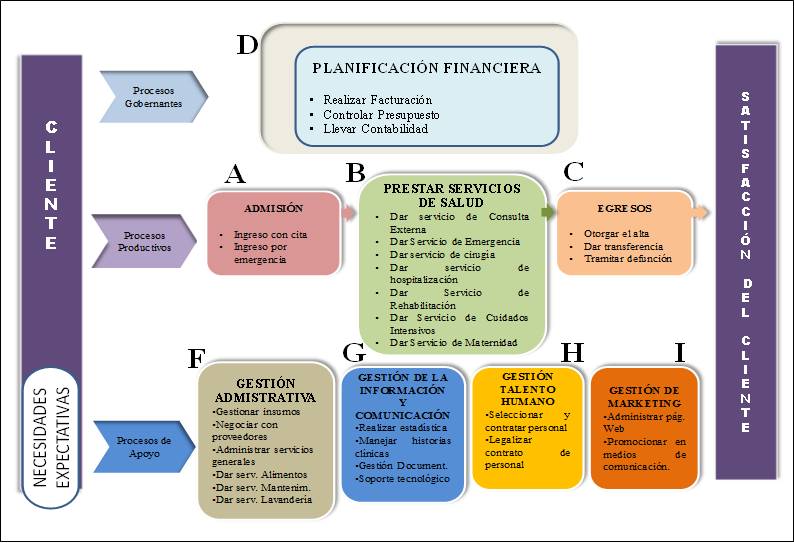 CLIENTE
NECESIDADES
EXPECTATIVAS
Procesos
Gobernantes
D
PLANIFICACIÓN FINANCIERA
• Realizar Facturación
• Controlar Presupuesto
• Llevar Contabilidad
Procesos
Productivos
A
ADMISIÓN
• Ingreso con cita
• Ingreso por
emergencia
B
PRESTAR SERVICIOS
DE SALUD
• Dar servicio de Consulta
Externa
• Dar Servicio de Emergencia
• Dar servicio de cirugía
• Dar servicio de
hospitalización
• Dar Servicio de
Rehabilitación
• Dar Servicio de Cuidados
Intensivos
• Dar Servicio de Maternidad
C
EGRESOS
• Otorgar el alta
• Dar transferencia
• Tramitar defunción
Procesos de
Apoyo
F
GESTIÓN
ADMISTRATIVA
•Gestionar insumos
•Negociar con
proveedores
•Administrar servicios
generales
•Dar serv. Alimentos
•Dar serv. Mantenim.
•Dar serv. Lavandería
G
GESTIÓN DE LA
INFORMACIÓN
Y
COMUNICACIÓN
•Realizar estadística
•Manejar historias
clínicas
•Gestión Document.
•Soporte tecnológico
H
GESTIÓN
TALENTO
HUMANO
•Seleccionar y
contratar personal
•Legalizar
contrato de
personal
I
GESTIÓN DE
MARKETING
•Administrar pág.
Web
•Promocionar en
medios de
comunicación.
SATISFACCIÓN DEL CLIENTE